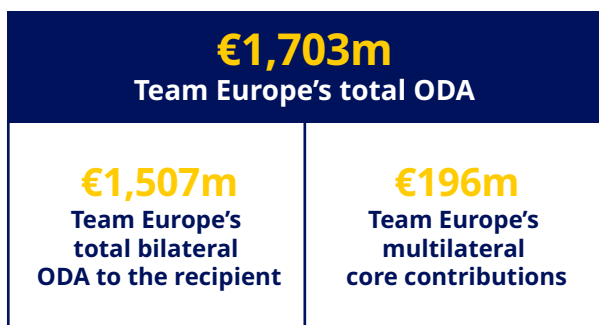 €1,703m
Team Europe’s total ODA
€1,507m
Team Europe’s
total bilateral
ODA to the recipient
€196m
Team Europe’s
multilateral
core contributions